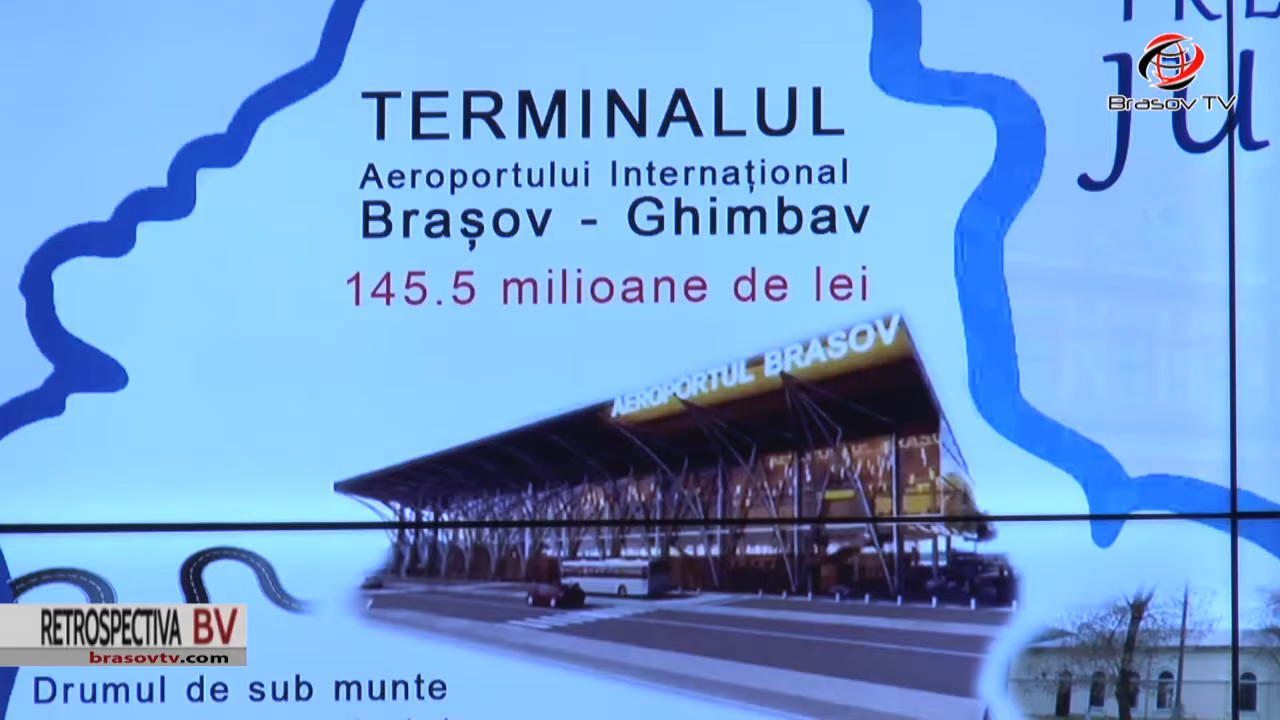 TERMINALUL
Aeroportului Internațional
Brașov - Ghimbav
145.5 milioane de lei
AEROPORTUL BRASOV
Brasov TV
Ju
RETROSPECTIVA BV
brasovtv.com
Drumul de sub munte